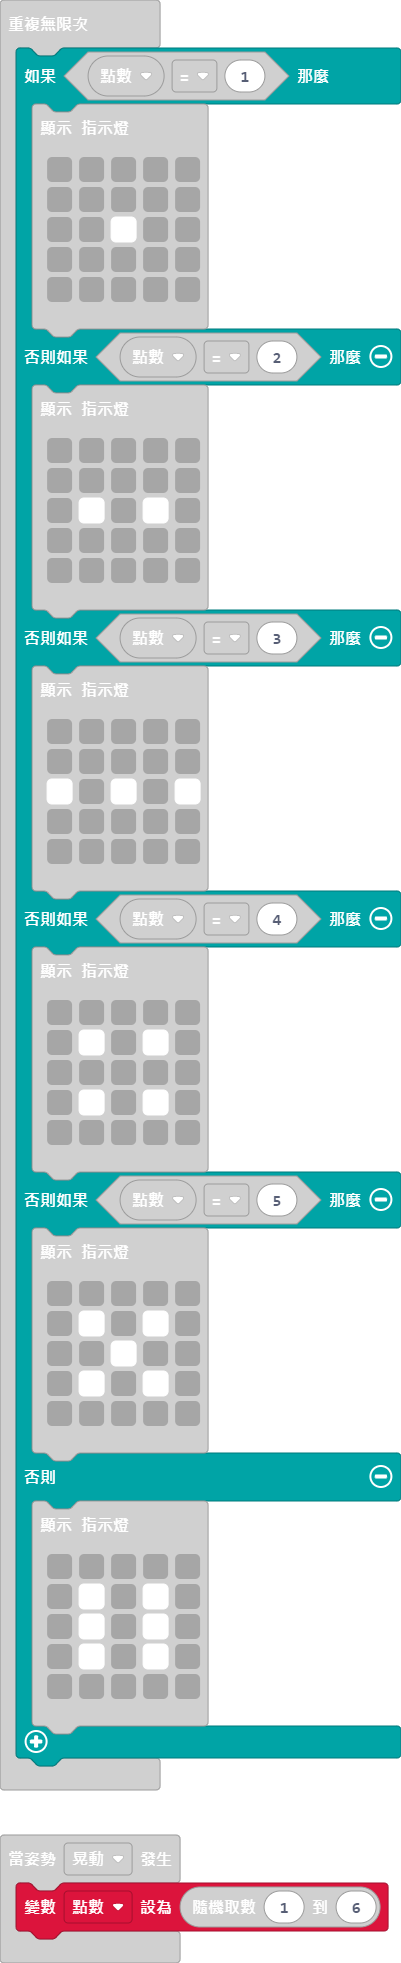 重複無限次
如果 點數 = 1 那麼
顯示 指示燈
否則如果 點數 = 2 那麼
顯示 指示燈
否則如果 點數 = 3 那麼
顯示 指示燈
否則如果 點數 = 4 那麼
顯示 指示燈
否則如果 點數 = 5 那麼
顯示 指示燈
否則
顯示 指示燈
當姿勢 晃動 發生
變數 點數 設為 隨機取數 1 到 6